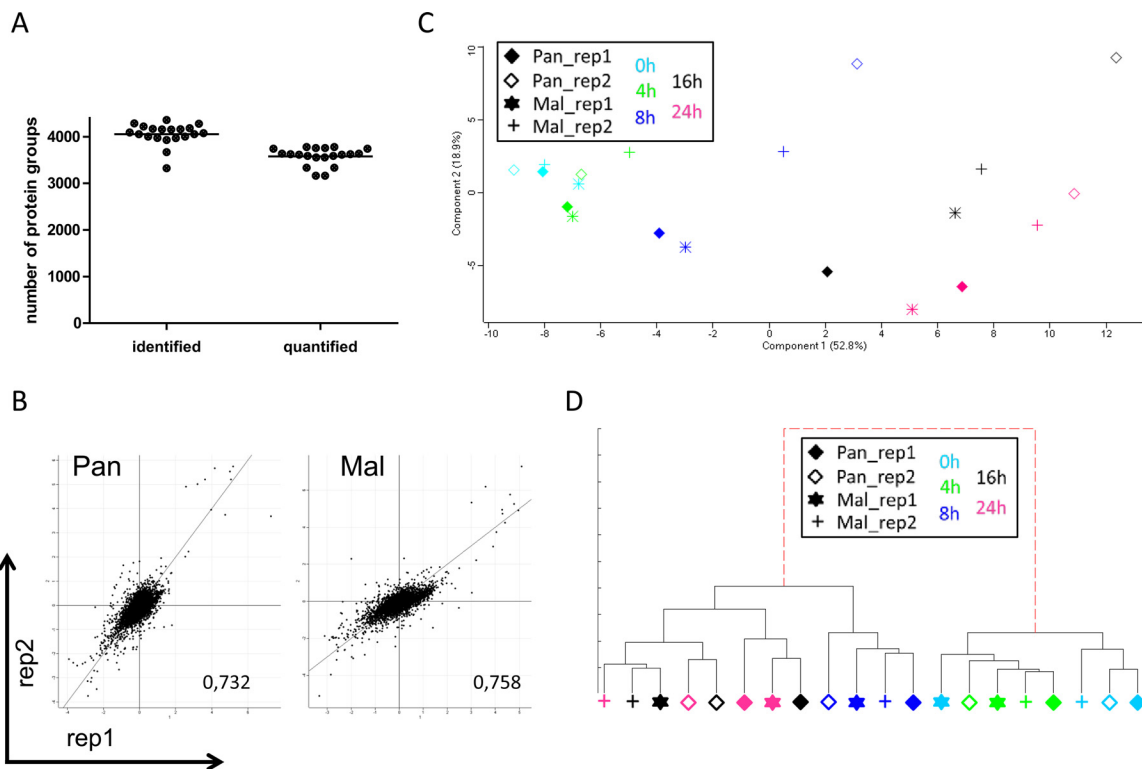 A
number of protein groups
4000
3000
2000
1000
0
identified
quantified
B
Pan
0,732
Mal
0,758
rep2
rep1
C
Pan_rep1
Pan_rep2
Mal_rep1
Mal_rep2
0h
4h
8h
16h
24h
Component 2 (18.9%)
10
5
0
-5
-10 -8 -6 -4 -2 0 2 4 6 8 10 12
Component 1 (52.8%)
D
Pan_rep1
Pan_rep2
Mal_rep1
Mal_rep2
0h
4h
8h
16h
24h